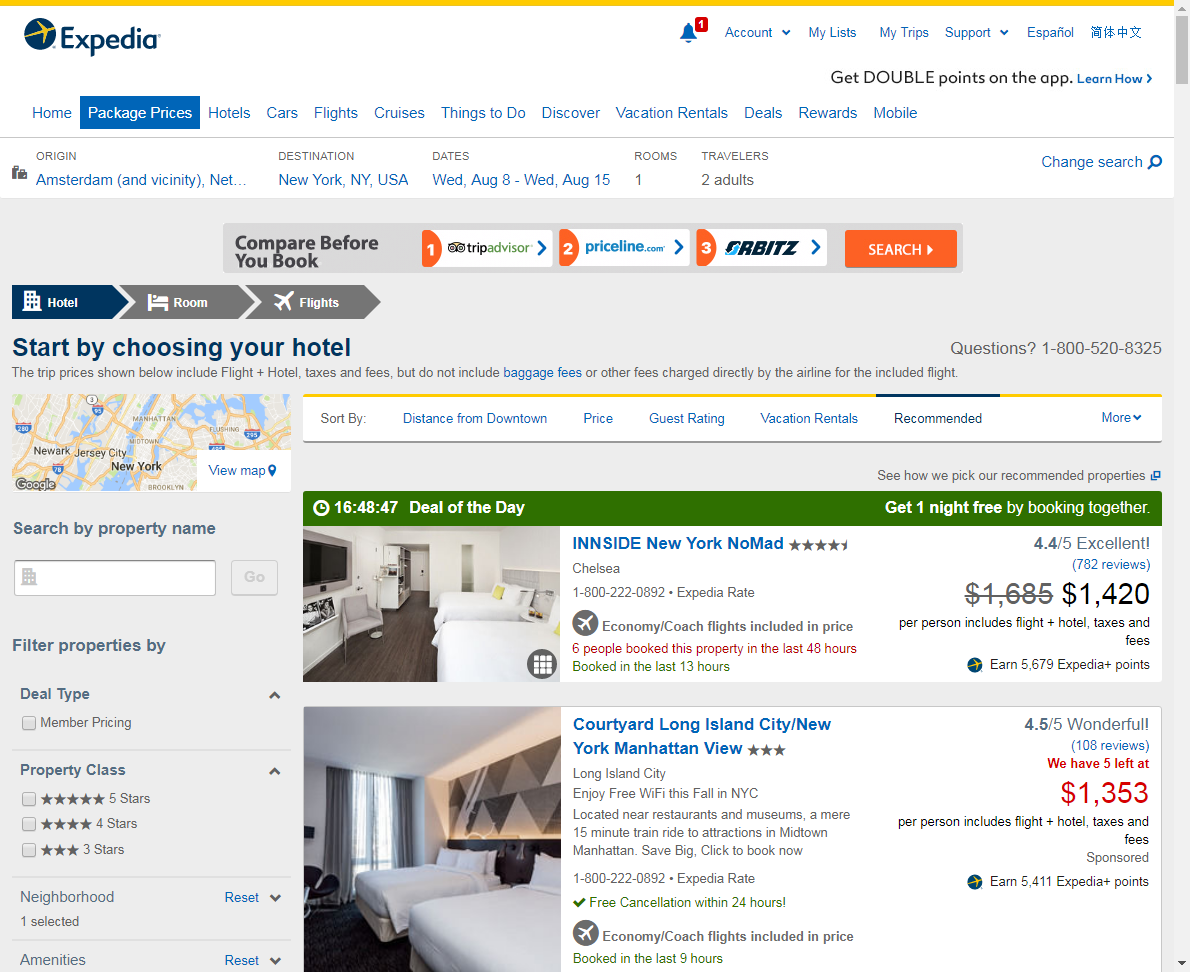 Expedia
1
Account
My Lists
My Trips
Support
Español
简体中文
Get DOUBLE points on the app. Learn How
Home
Package Prices
Hotels
Cars
Flights
Cruises
Things to Do
Discover
Vacation Rentals
Deals
Rewards
Mobile
ORIGIN
Amsterdam (and vicinity), Net...
DESTINATION
New York, NY, USA
DATES
Wed, Aug 8 - Wed, Aug 15
ROOMS
1
TRAVELERS
2 adults
Change search
Compare Before
You Book
1 tripadvisor
2 priceline.com
3 ORBITZ
SEARCH
Hotel
Room
Flights
Start by choosing your hotel
Questions? 1-800-520-8325
The trip prices shown below include Flight + Hotel, taxes and fees, but do not include baggage fees or other fees charged directly by the airline for the included flight.
3
95
MANHATTAN
280
FLUSHING
MIDTOWN
295
Newark
Jersey City
495
78
New York
BROOKLYN
Google
View map
Sort By:
Distance from Downtown
Price
Guest Rating
Vacation Rentals
Recommended
More
See how we pick our recommended properties
Search by property name
Go
Filter properties by
Deal Type
Member Pricing
Property Class
5 Stars
4 Stars
3 Stars
Neighborhood
Reset
1 selected
Amenities
Reset
16:48:47 Deal of the Day
Get 1 night free by booking together.
INNSIDE New York NoMad
Chelsea
1-800-222-0892 • Expedia Rate
Economy/Coach flights included in price
6 people booked this property in the last 48 hours
Booked in the last 13 hours
4.4/5 Excellent!
(782 reviews)
$1,685 $1,420
per person includes flight + hotel, taxes and
fees
Earn 5,679 Expedia+ points
Courtyard Long Island City/New
York Manhattan View
Long Island City
Enjoy Free WiFi this Fall in NYC
Located near restaurants and museums, a mere
15 minute train ride to attractions in Midtown
Manhattan. Save Big, Click to book now
1-800-222-0892 • Expedia Rate
Free Cancellation within 24 hours!
Economy/Coach flights included in price
Booked in the last 9 hours
4.5/5 Wonderful!
(108 reviews)
We have 5 left at
$1,353
per person includes flight + hotel, taxes and
fees
Sponsored
Earn 5,411 Expedia+ points